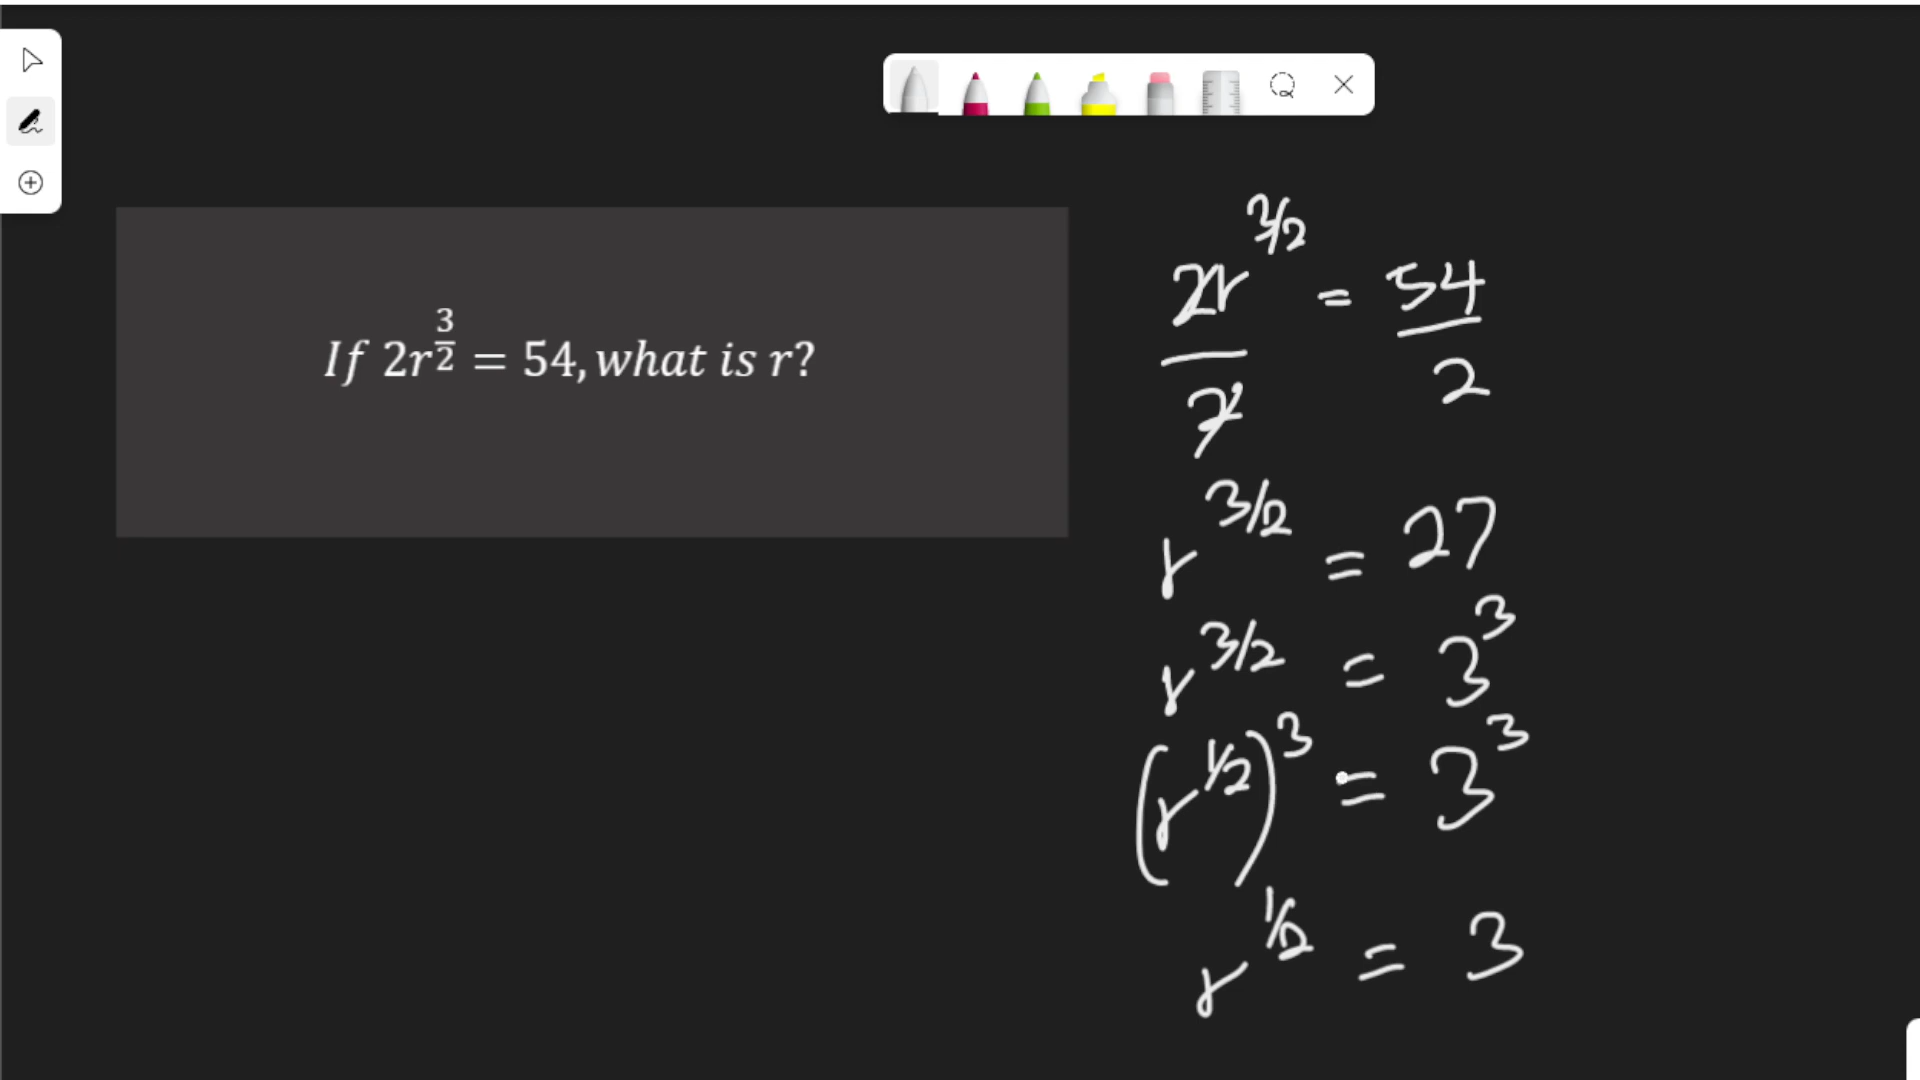 If 2r^{3/2} = 54, what is r?
2r^{3/2} / 2 = 54 / 2
r^{3/2} = 27
r^{3/2} = 3^3
(r^{1/2})^3 = 3^3
r^{1/2} = 3